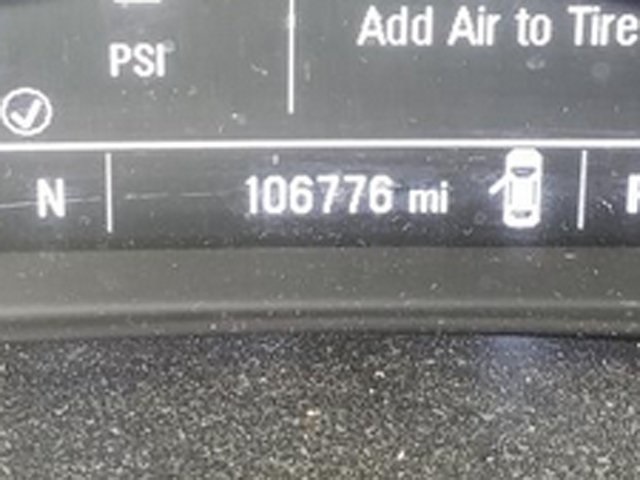 Add Air to Tire
PSI
N 106776 mi